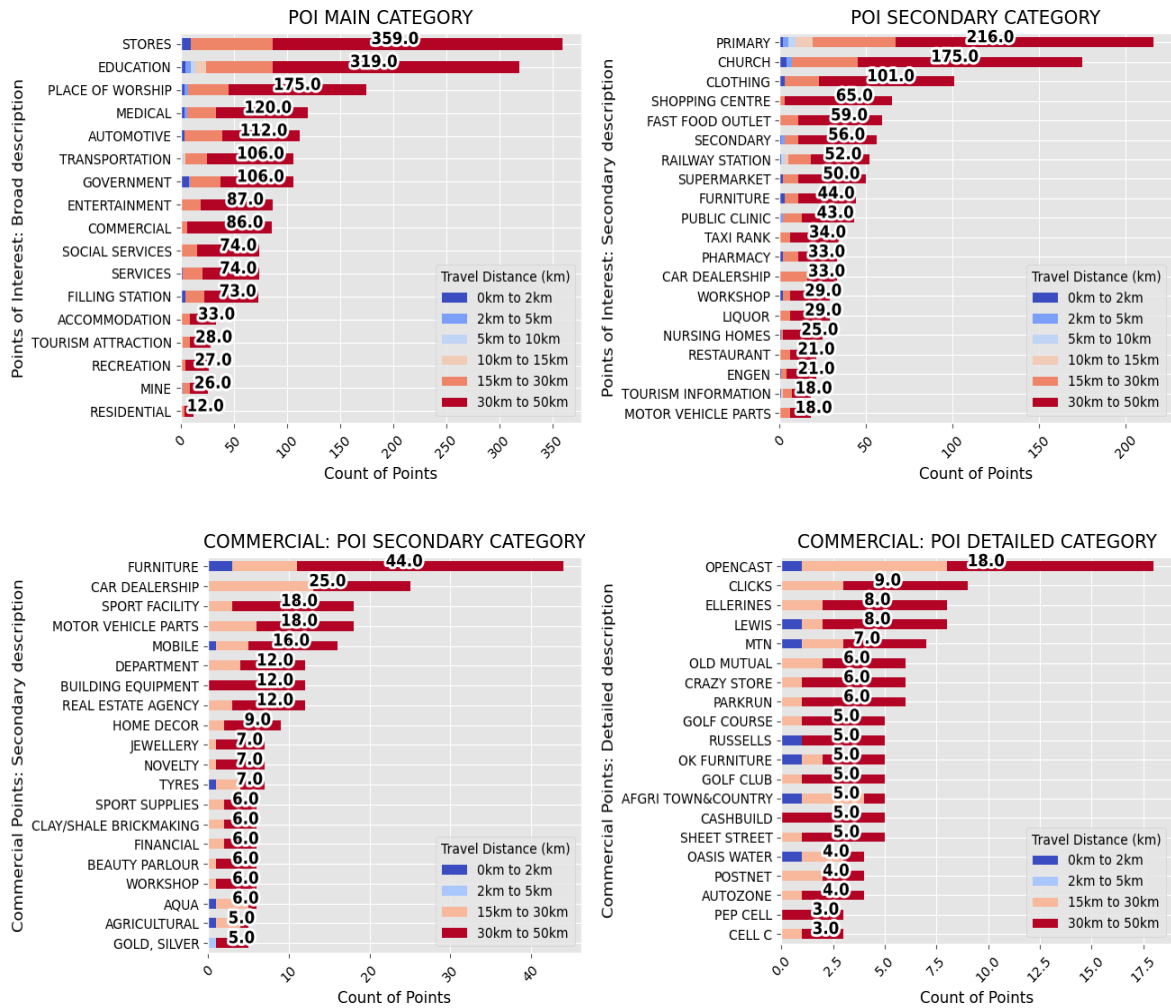 POI MAIN CATEGORY
Points of Interest: Broad description
STORES 359.0
EDUCATION 319.0
PLACE OF WORSHIP 175.0
MEDICAL 120.0
AUTOMOTIVE 112.0
TRANSPORTATION 106.0
GOVERNMENT 106.0
ENTERTAINMENT 87.0
COMMERCIAL 86.0
SOCIAL SERVICES 74.0
SERVICES 74.0
FILLING STATION 73.0
ACCOMMODATION 33.0
TOURISM ATTRACTION 28.0
RECREATION 27.0
MINE 26.0
RESIDENTIAL 12.0
Travel Distance (km)
0km to 2km
2km to 5km
5km to 10km
10km to 15km
15km to 30km
30km to 50km
0 50 100 150 200 250 300 350
Count of Points
POI SECONDARY CATEGORY
Points of Interest: Secondary description
PRIMARY 216.0
CHURCH 175.0
CLOTHING 101.0
SHOPPING CENTRE 65.0
FAST FOOD OUTLET 59.0
SECONDARY 56.0
RAILWAY STATION 52.0
SUPERMARKET 50.0
FURNITURE 44.0
PUBLIC CLINIC 43.0
TAXI RANK 34.0
PHARMACY 33.0
CAR DEALERSHIP 33.0
WORKSHOP 29.0
LIQUOR 29.0
NURSING HOMES 25.0
RESTAURANT 21.0
ENGEN 21.0
TOURISM INFORMATION 18.0
MOTOR VEHICLE PARTS 18.0
Travel Distance (km)
0km to 2km
2km to 5km
5km to 10km
10km to 15km
15km to 30km
30km to 50km
0 50 100 150 200
Count of Points
COMMERCIAL: POI SECONDARY CATEGORY
Commercial Points: Secondary description
FURNITURE 44.0
CAR DEALERSHIP 25.0
SPORT FACILITY 18.0
MOTOR VEHICLE PARTS 18.0
MOBILE 16.0
DEPARTMENT 12.0
BUILDING EQUIPMENT 12.0
REAL ESTATE AGENCY 12.0
HOME DECOR 9.0
JEWELLERY 7.0
NOVELTY 7.0
TYRES 7.0
SPORT SUPPLIES 6.0
CLAY/SHALE BRICKMAKING 6.0
FINANCIAL 6.0
BEAUTY PARLOUR 6.0
WORKSHOP 6.0
AQUA 6.0
AGRICULTURAL 5.0
GOLD, SILVER 5.0
Travel Distance (km)
0km to 2km
2km to 5km
15km to 30km
30km to 50km
0 10 20 30 40
Count of Points
COMMERCIAL: POI DETAILED CATEGORY
Commercial Points: Detailed description
OPENCAST 18.0
CLICKS 9.0
ELLERINES 8.0
LEWIS 8.0
MTN 7.0
OLD MUTUAL 6.0
CRAZY STORE 6.0
PARKRUN 6.0
GOLF COURSE 5.0
RUSSELLS 5.0
OK FURNITURE 5.0
GOLF CLUB 5.0
AFGRI TOWN&COUNTRY 5.0
CASHBUILD 5.0
SHEET STREET 5.0
OASIS WATER 4.0
POSTNET 4.0
AUTOZONE 4.0
PEP CELL 3.0
CELL C 3.0
Travel Distance (km)
0km to 2km
2km to 5km
15km to 30km
30km to 50km
0.0 2.5 5.0 7.5 10.0 12.5 15.0 17.5
Count of Points